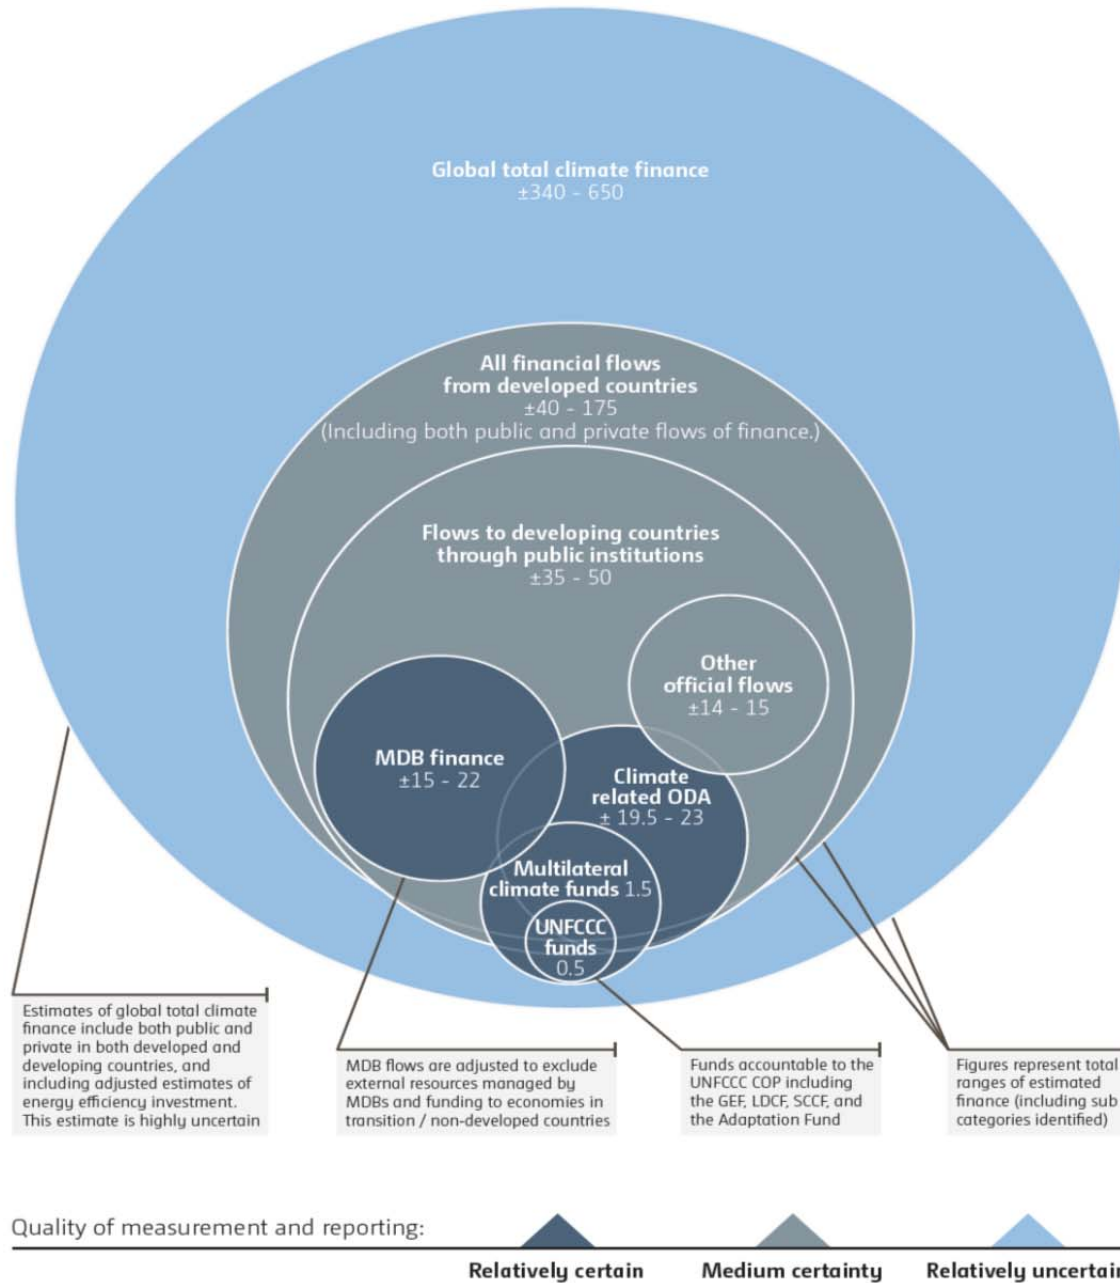 Global total climate finance
±340 - 650
All financial flows
from developed countries
±40 - 175
(Including both public and private flows of finance.)
Flows to developing countries
through public institutions
±35 - 50
Other
official flows
±14 - 15
MDB finance
±15 - 22
Climate
related ODA
± 19.5 - 23
Multilateral
climate funds 1.5
UNFCCC
funds
0.5
Estimates of global total climate
finance include both public and
private in both developed and
developing countries, and
including adjusted estimates of
energy efficiency investment.
This estimate is highly uncertain
MDB flows are adjusted to exclude
external resources managed by
MDBs and funding to economies in
transition / non-developed countries
Funds accountable to the
UNFCCC COP including
the GEF, LDCF, SCCF, and
the Adaptation Fund
Figures represent total
ranges of estimated
finance (including sub
categories identified)
Quality of measurement and reporting:
Relatively certain
Medium certainty
Relatively uncertain